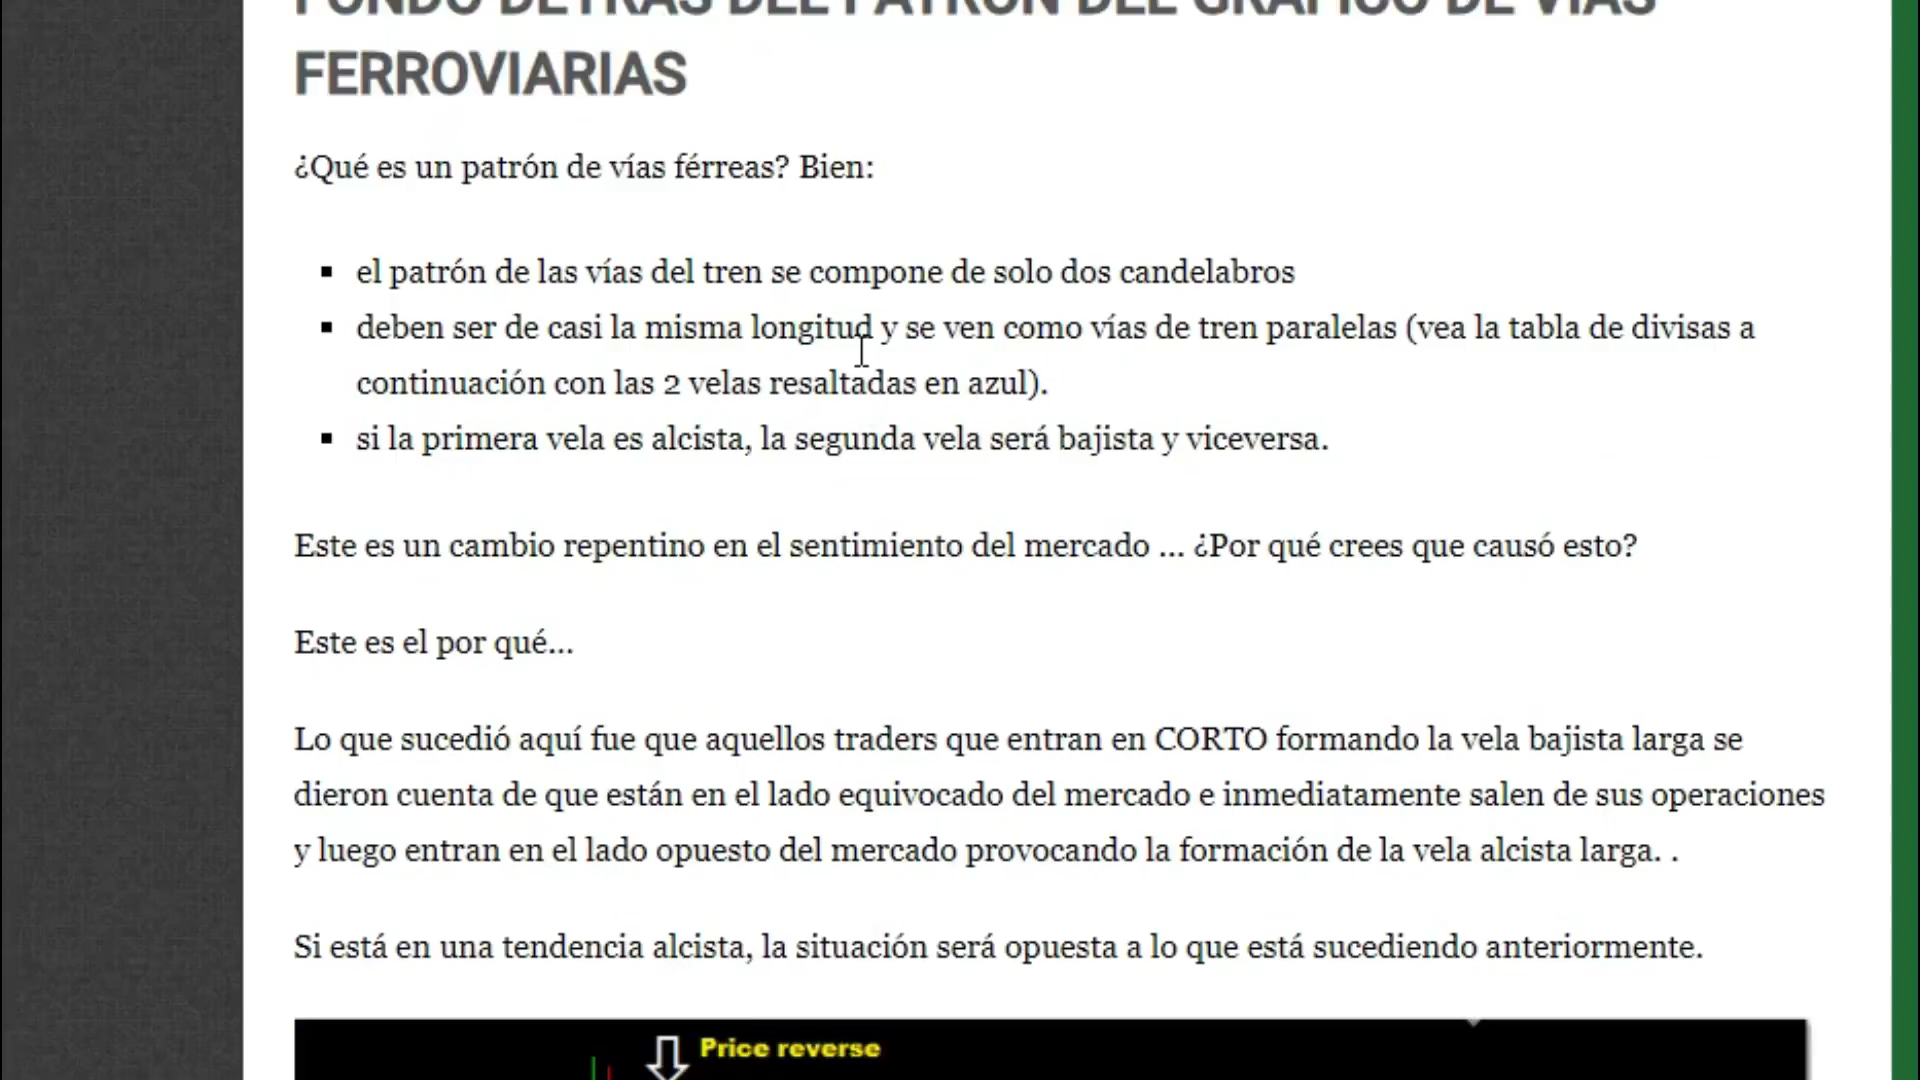 FONDO DETRÁS DEL PATRÓN DEL GRÁFICO DE VÍAS
FERROVIARIAS
¿Qué es un patrón de vías férreas? Bien:
▪ el patrón de las vías del tren se compone de solo dos candelabros
▪ deben ser de casi la misma longitud y se ven como vías de tren paralelas (vea la tabla de divisas a
continuación con las 2 velas resaltadas en azul).
▪ si la primera vela es alcista, la segunda vela será bajista y viceversa.
Este es un cambio repentino en el sentimiento del mercado ... ¿Por qué crees que causó esto?
Este es el por qué...
Lo que sucedió aquí fue que aquellos traders que entran en CORTO formando la vela bajista larga se
dieron cuenta de que están en el lado equivocado del mercado e inmediatamente salen de sus operaciones
y luego entran en el lado opuesto del mercado provocando la formación de la vela alcista larga. .
Si está en una tendencia alcista, la situación será opuesta a lo que está sucediendo anteriormente.
Price reverse